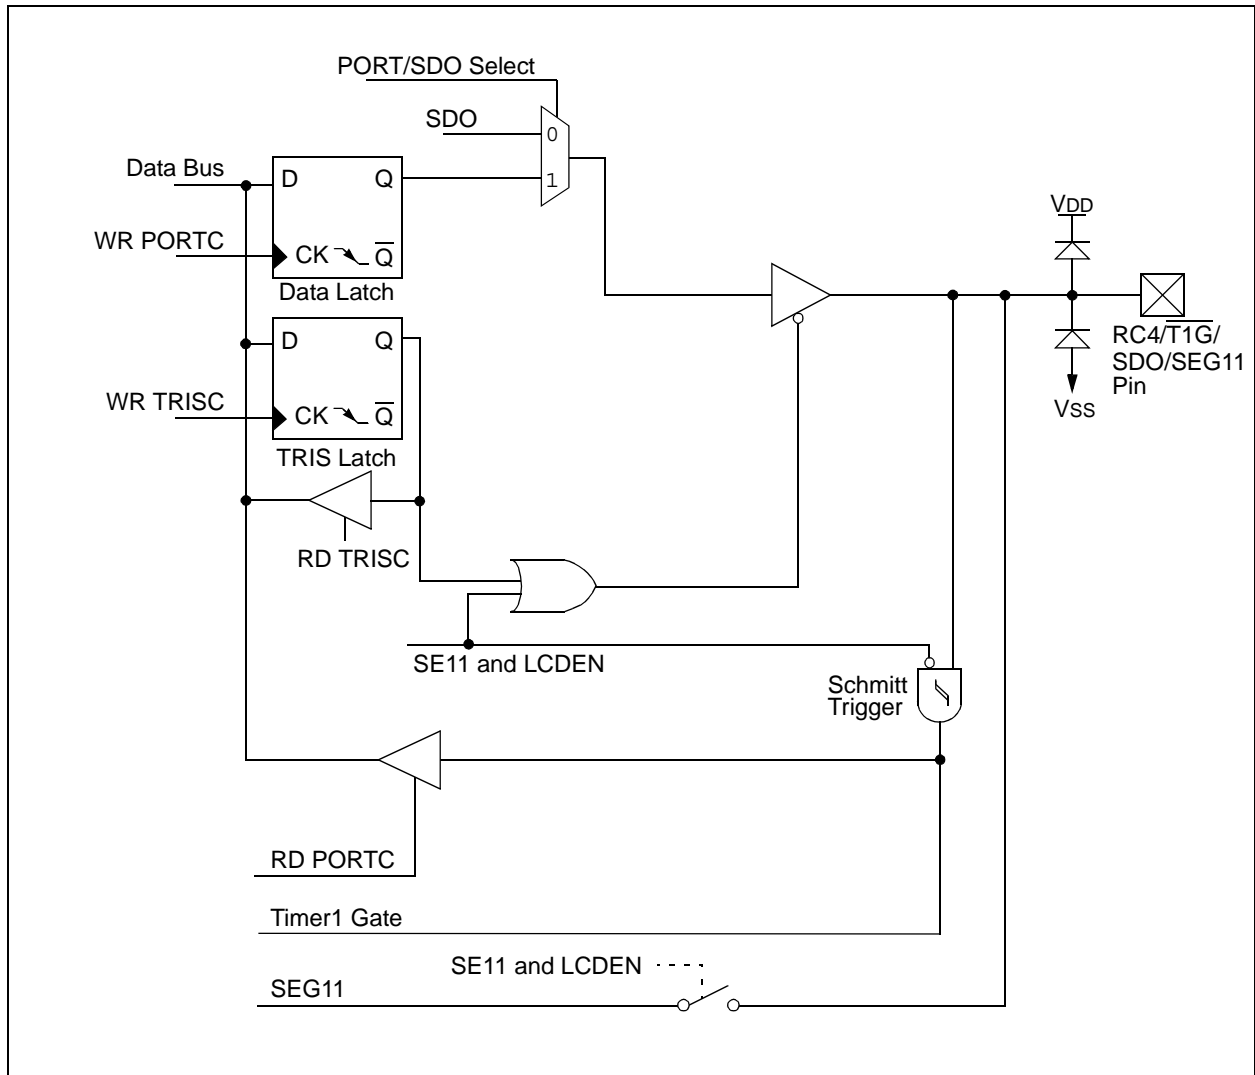 PORT/SDO Select
SDO
0
Data Bus
D
Q
1
WR PORTC
CK
Q̅
Data Latch
VDD
D
Q
RC4/T̅1̅G̅/
SDO/SEG11
Pin
WR TRISC
CK
Q̅
VSS
TRIS Latch
RD TRISC
SE11 and LCDEN
Schmitt
Trigger
RD PORTC
Timer1 Gate
SE11 and LCDEN
SEG11